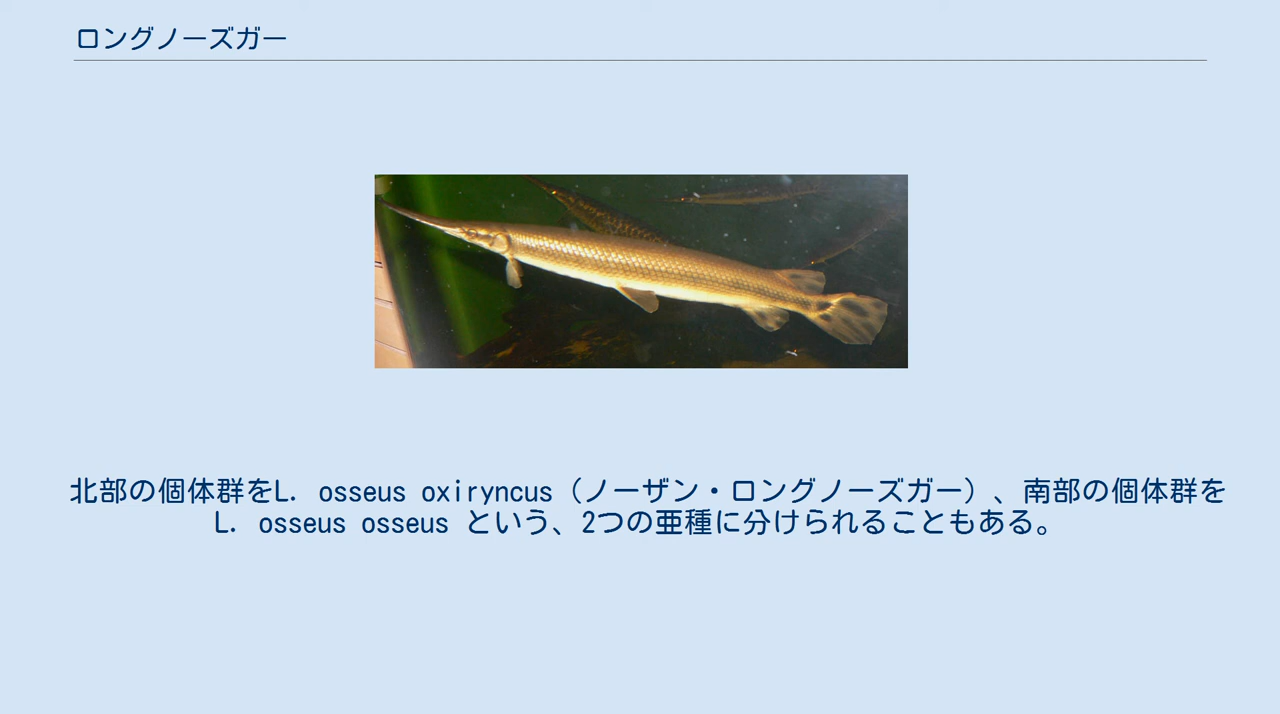 ロングノーズガー
北部の個体群をL. osseus oxiryncus（ノーザン・ロングノーズガー）、南部の個体群を
L. osseus osseus という、2つの亜種に分けられることもある。